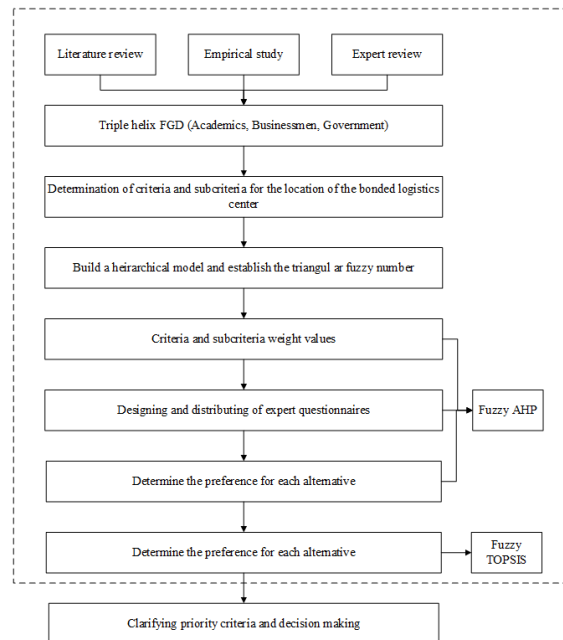 Literature review
Empirical study
Expert review
Triple helix FGD (Academics, Businessmen, Government)
Determination of criteria and subcriteria for the location of the bonded logistics
center
Build a heirarchical model and establish the triangul ar fuzzy number
Criteria and subcriteria weight values
Designing and distributing of expert questionnaires
Fuzzy AHP
Determine the preference for each alternative
Determine the preference for each alternative
Fuzzy
TOPSIS
Clarifying priority criteria and decision making